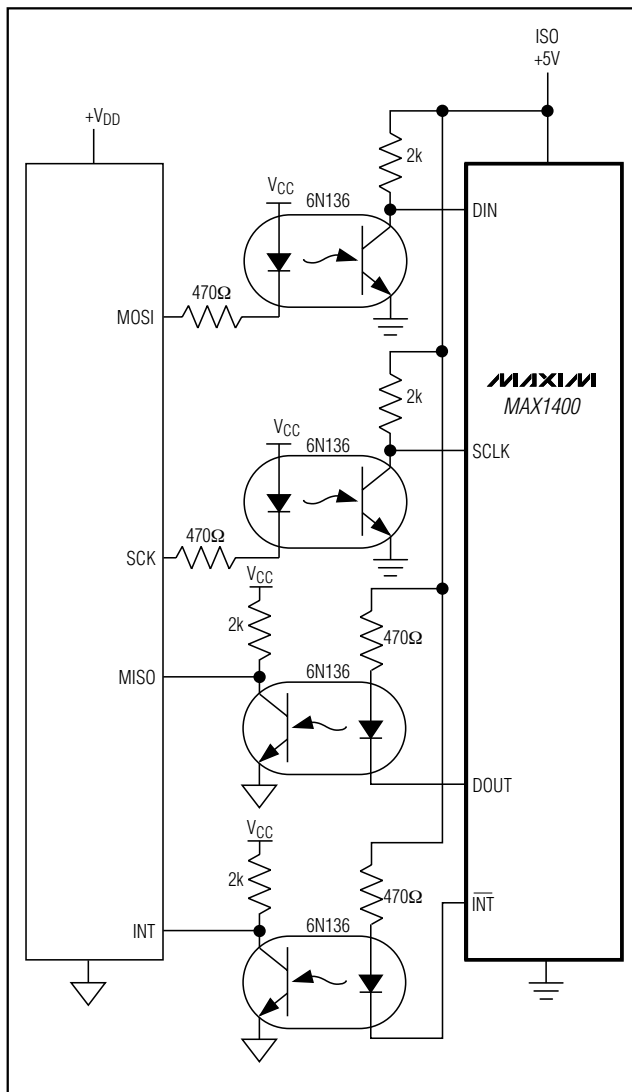 ISO
+5V
+VDD
2k
VCC
6N136
DIN
470Ω
MOSI
MAXIM
MAX1400
2k
VCC
6N136
SCLK
470Ω
SCK
VCC
2k
470Ω
6N136
MISO
DOUT
VCC
2k
470Ω
INT
6N136
INT